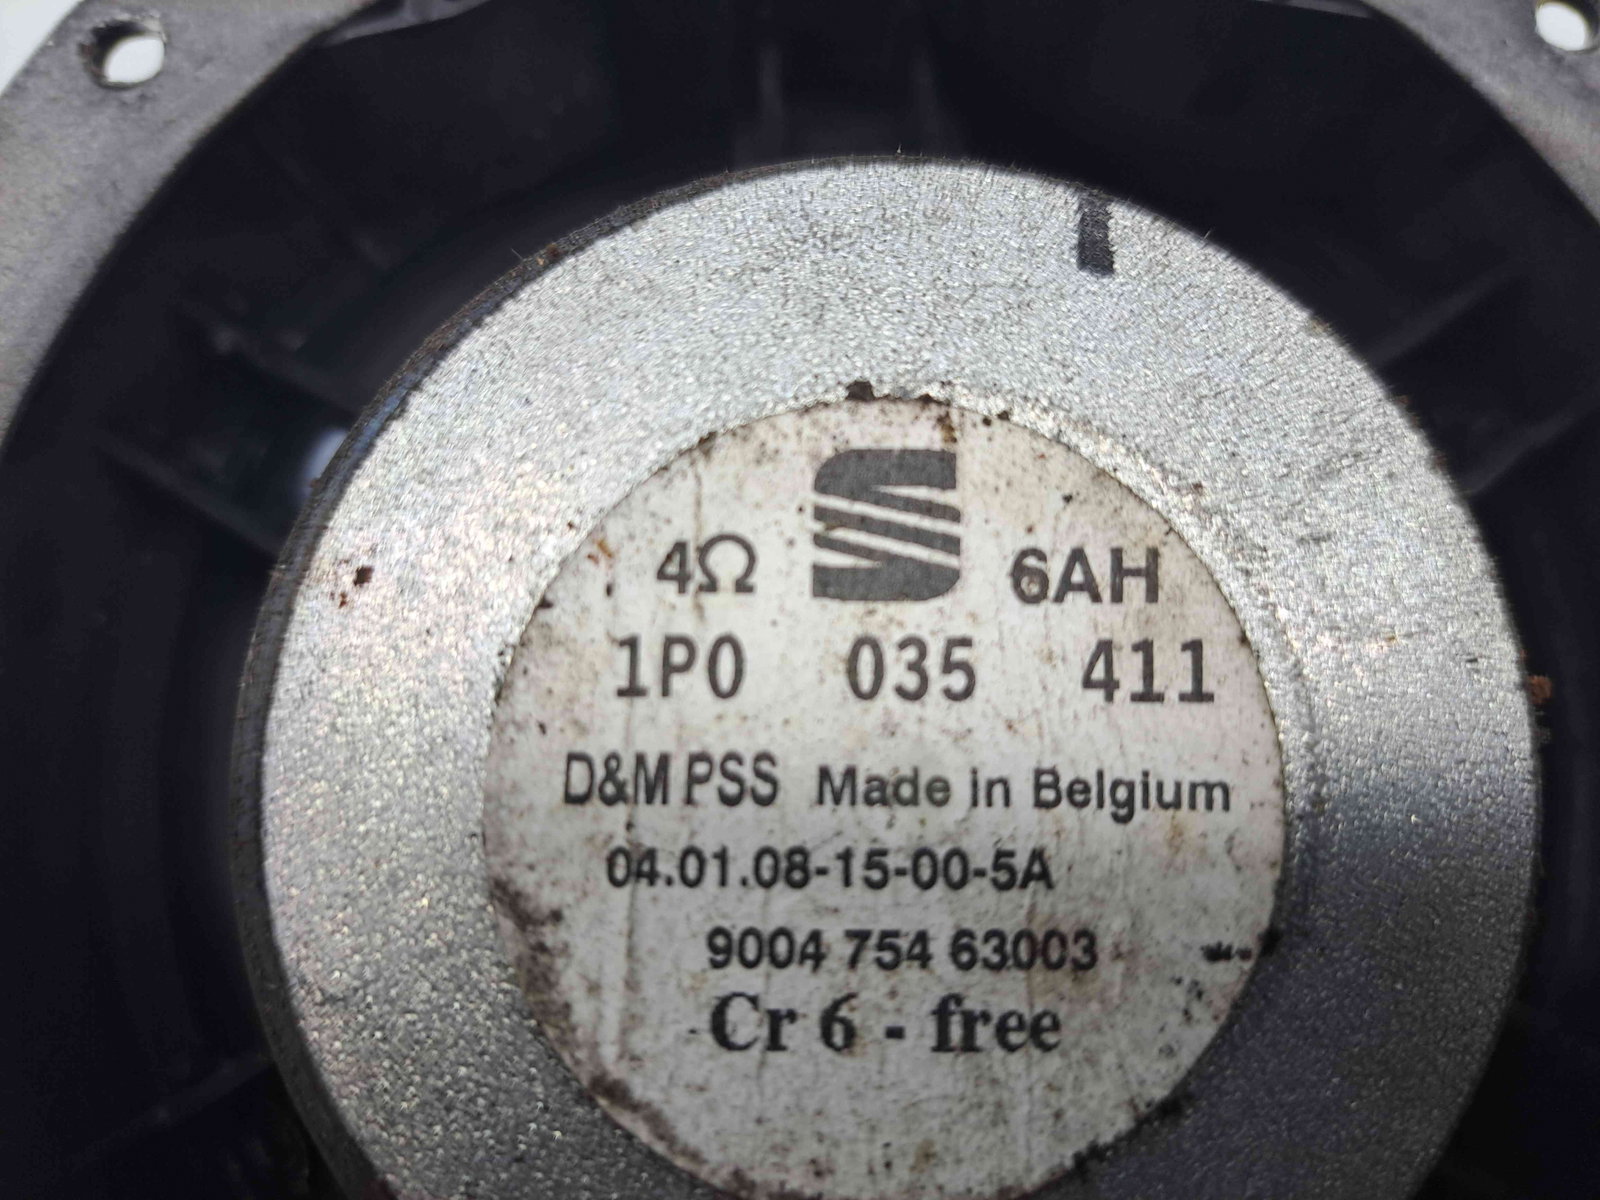 4Ω 6AH
1P0 035 411
D&M PSS Made in Belgium
04.01.08-15-00-5A
9004 754 63003
Cr 6 - free